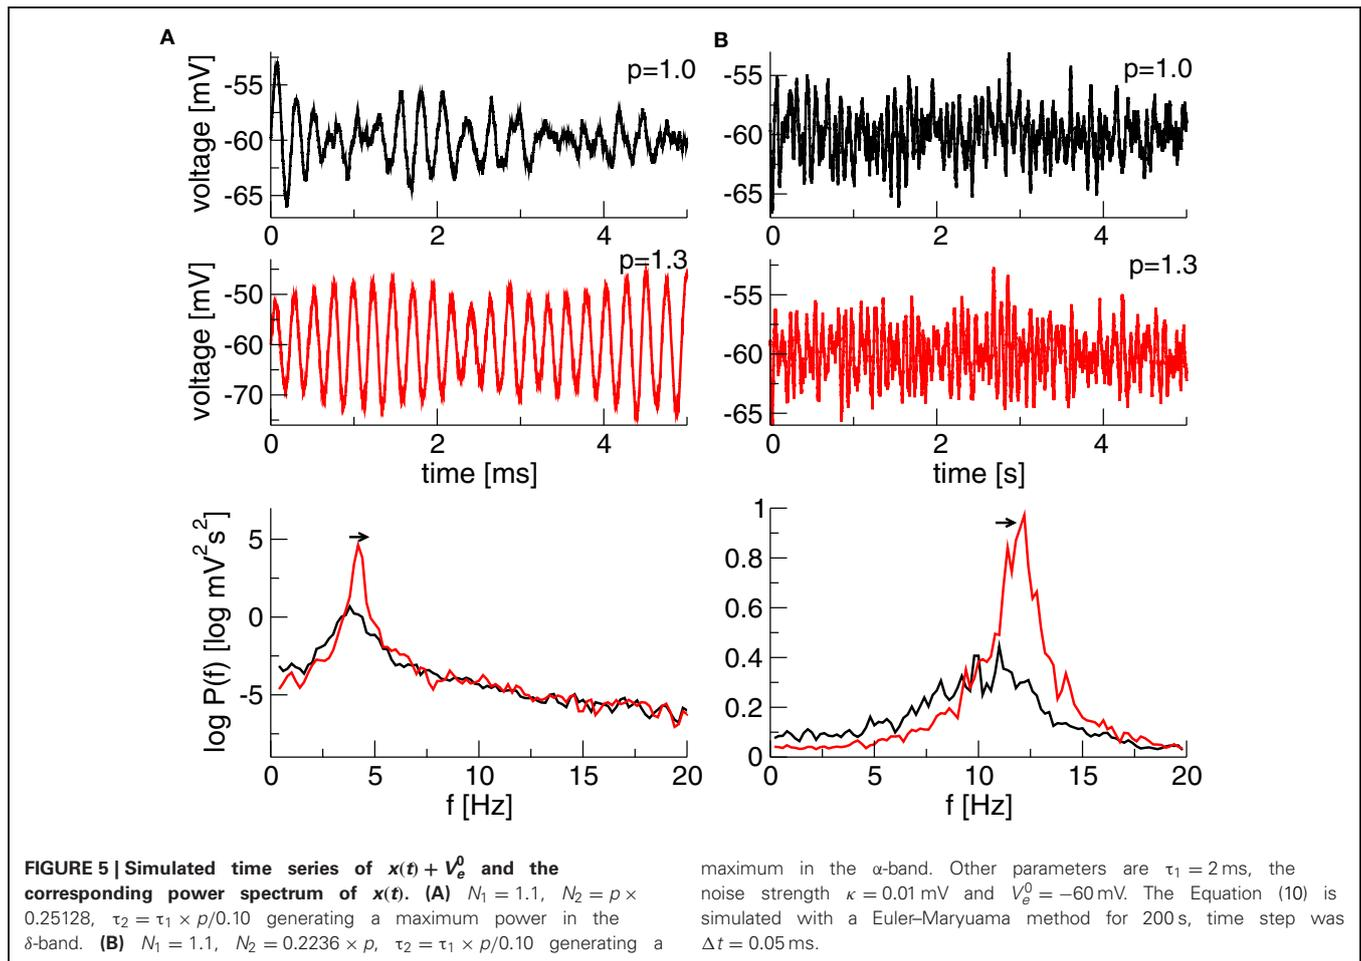 A
voltage [mV]
-55
-60
-65
p=1.0
0
2
4
voltage [mV]
-50
-60
-70
p=1.3
0
2
4
time [ms]
log P(f) [log mV²s²]
5
0
-5
0
5
10
15
20
f [Hz]
B
-55
-60
-65
p=1.0
0
2
4
-55
-60
-65
p=1.3
0
2
4
time [s]
1
0.8
0.6
0.4
0.2
0
0
5
10
15
20
f [Hz]
FIGURE 5 | Simulated time series of x(t) + V_e^0 and the
corresponding power spectrum of x(t). (A) N₁ = 1.1, N₂ = p ×
0.25128, τ₂ = τ₁ × p/0.10 generating a maximum power in the
δ-band. (B) N₁ = 1.1, N₂ = 0.2236 × p, τ₂ = τ₁ × p/0.10 generating a
maximum in the α-band. Other parameters are τ₁ = 2 ms, the
noise strength κ = 0.01 mV and V_e^0 = −60 mV. The Equation (10) is
simulated with a Euler–Maryuama method for 200 s, time step was
Δt = 0.05 ms.